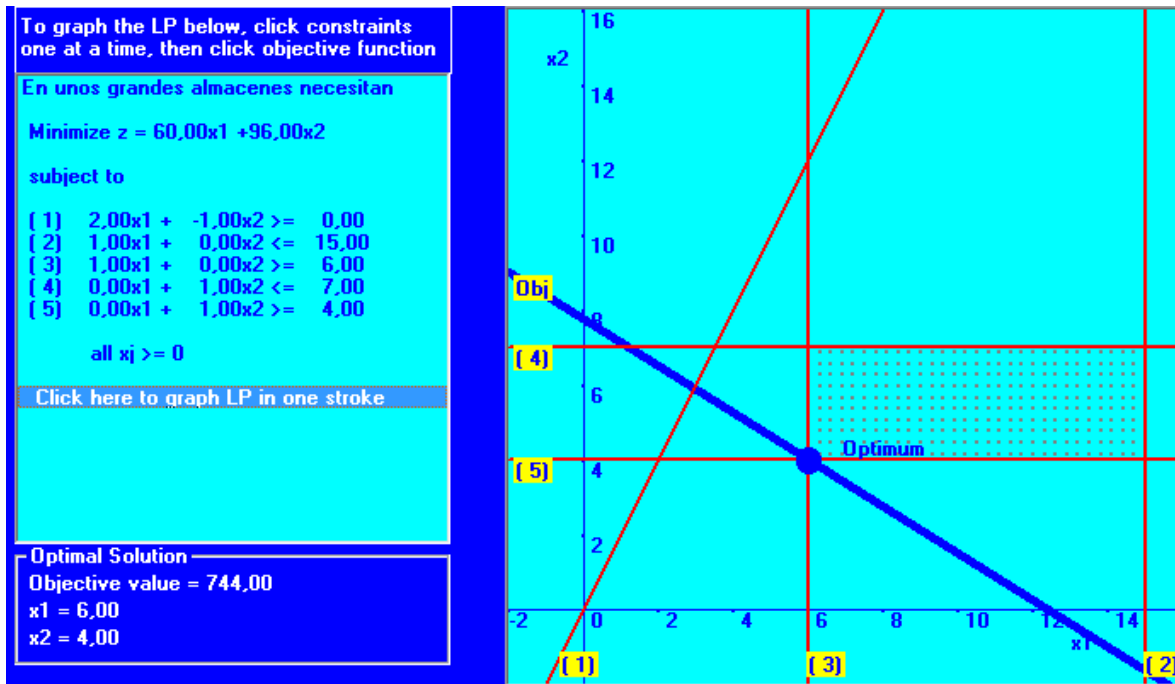 To graph the LP below, click constraints
one at a time, then click objective function
En unos grandes almacenes necesitan
Minimize z = 60,00x1 +96,00x2
subject to
( 1) 2,00x1 + -1,00x2 >= 0,00
( 2) 1,00x1 + 0,00x2 <= 15,00
( 3) 1,00x1 + 0,00x2 >= 6,00
( 4) 0,00x1 + 1,00x2 <= 7,00
( 5) 0,00x1 + 1,00x2 >= 4,00
all xj >= 0
Click here to graph LP in one stroke
Optimal Solution
Objective value = 744,00
x1 = 6,00
x2 = 4,00
16
x2
14
12
10
Obj
8
( 4)
6
Optimum
( 5)
4
2
-2 0 2 4 6 8 10 12 14
x1
( 1) ( 3) ( 2)